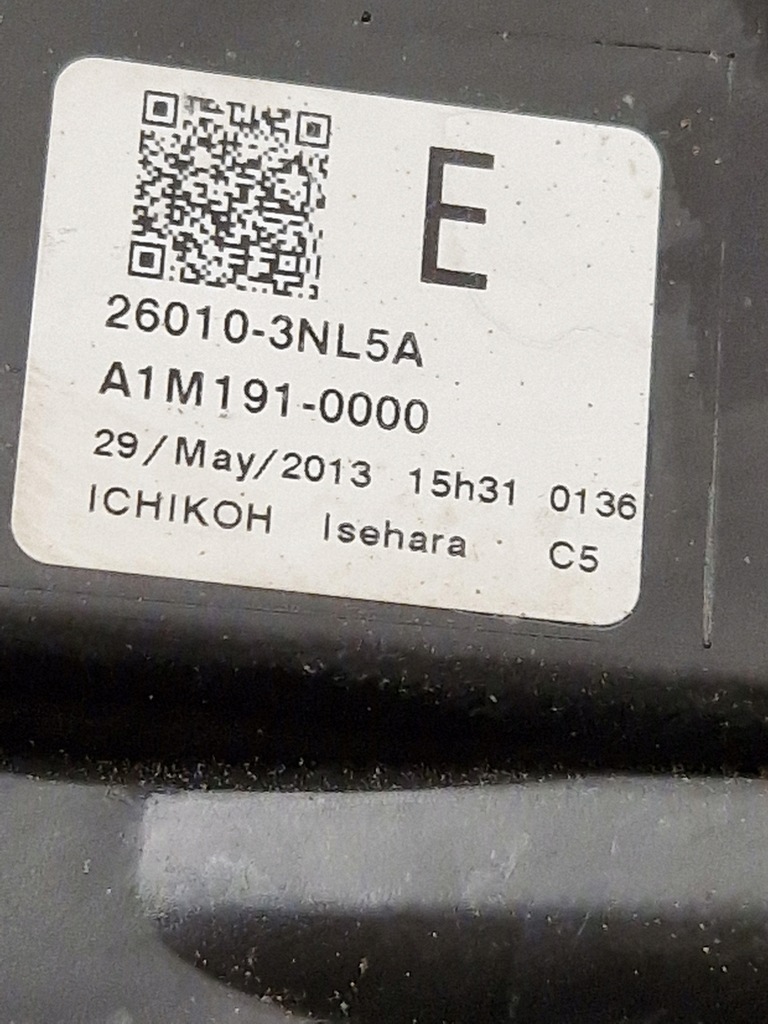 E
26010-3NL5A
A1M191-0000
29/May/2013 15h31 0136
ICHIKOH Isehara C5